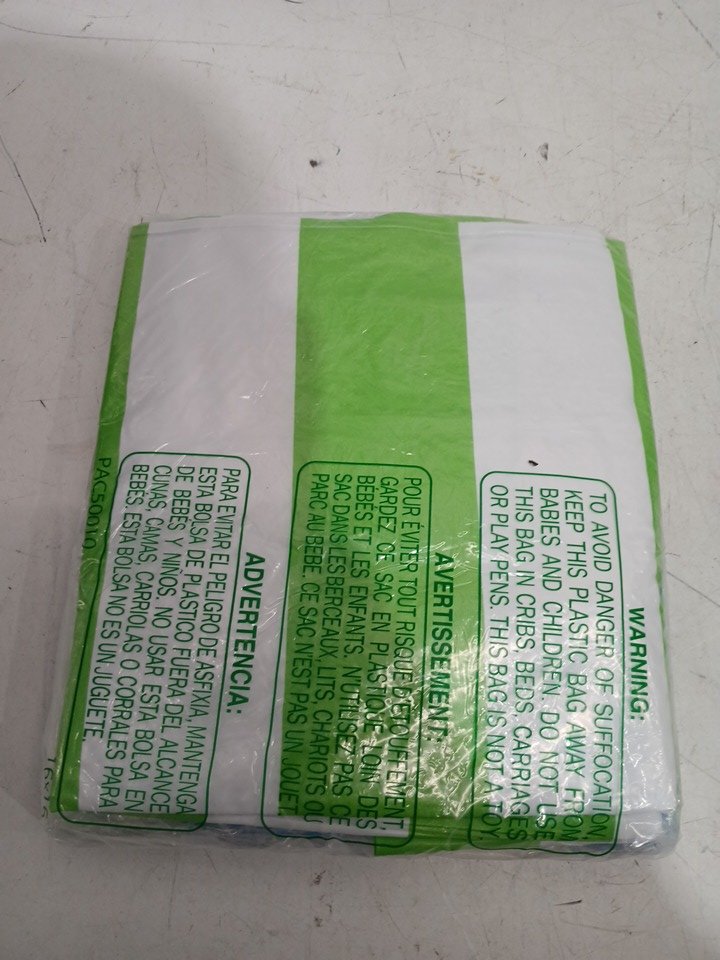 WARNING:
TO AVOID DANGER OF SUFFOCATION,
KEEP THIS PLASTIC BAG AWAY FROM
BABIES AND CHILDREN. DO NOT USE
THIS BAG IN CRIBS, BEDS, CARRIAGES
OR PLAY PENS. THIS BAG IS NOT A TOY.
AVERTISSEMENT:
POUR ÉVITER TOUT RISQUE D'ETOUFFEMENT,
GARDEZ CE SAC EN PLASTIQUE LOIN DES
BEBÉS ET LES ENFANTS. N'UTILISEZ PAS CE
SAC DANS LES BERCEAUX, LITS, CHARIOTS OU
PARC AU BEBE. CE SAC N'EST PAS UN JOUET
ADVERTENCIA:
PARA EVITAR EL PELIGRO DE ASFIXIA, MANTENGA
ESTA BOLSA DE PLASTICO FUERA DEL ALCANCE
DE BEBES Y NIÑOS. NO USAR ESTA BOLSA EN
CUNAS, CAMAS, CARRIOLAS O CORRALES PARA
BEBES. ESTA BOLSA NO ES UN JUGUETE.
PAC50010